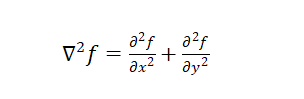 ∇²f = ∂²f/∂x² + ∂²f/∂y²